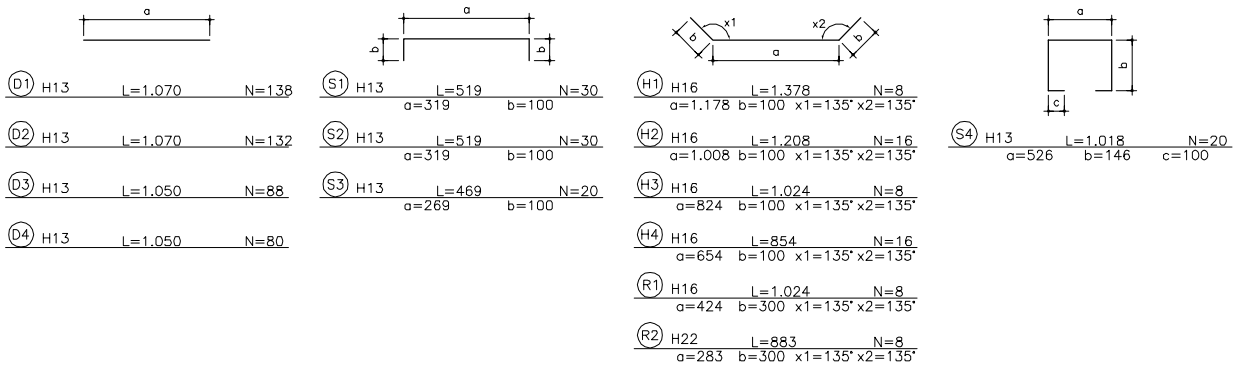 a
D1 H13 L=1.070 N=138
D2 H13 L=1.070 N=132
D3 H13 L=1.050 N=88
D4 H13 L=1.050 N=80
a
b b
S1 H13 L=519 N=30
a=319 b=100
S2 H13 L=519 N=30
a=319 b=100
S3 H13 L=469 N=20
a=269 b=100
x1 x2
b a b
H1 H16 L=1.378 N=8
a=1.178 b=100 x1=135° x2=135°
H2 H16 L=1.208 N=16
a=1.008 b=100 x1=135° x2=135°
H3 H16 L=1.024 N=8
a=824 b=100 x1=135° x2=135°
H4 H16 L=854 N=16
a=654 b=100 x1=135° x2=135°
R1 H16 L=1.024 N=8
a=424 b=300 x1=135° x2=135°
R2 H22 L=883 N=8
a=283 b=300 x1=135° x2=135°
a
b
c
S4 H13 L=1.018 N=20
a=526 b=146 c=100